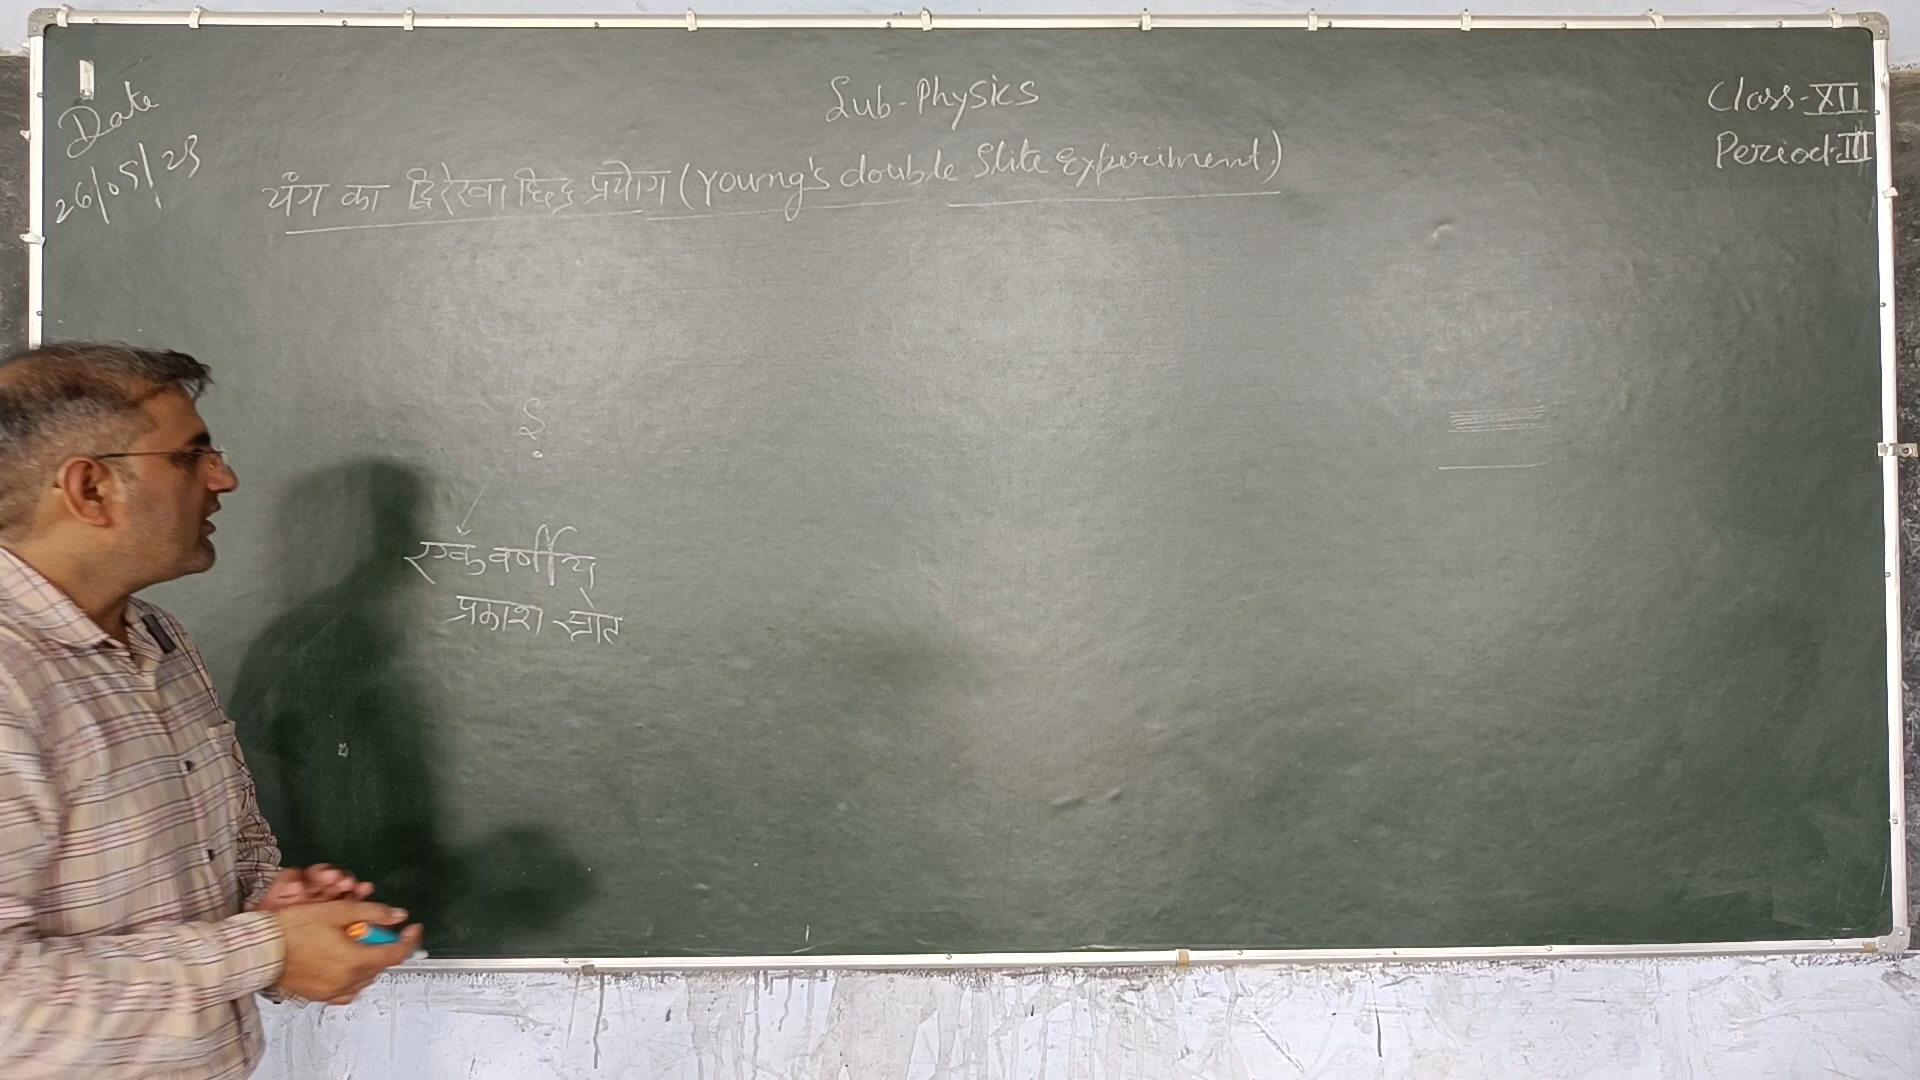 Date
26/05/23
Sub-Physics
Class-XII
Period-III
यंग का द्विरेखा छिद्र प्रयोग (Young's double Slite Experiment.)
S
एकवर्णीय
प्रकाश स्रोत